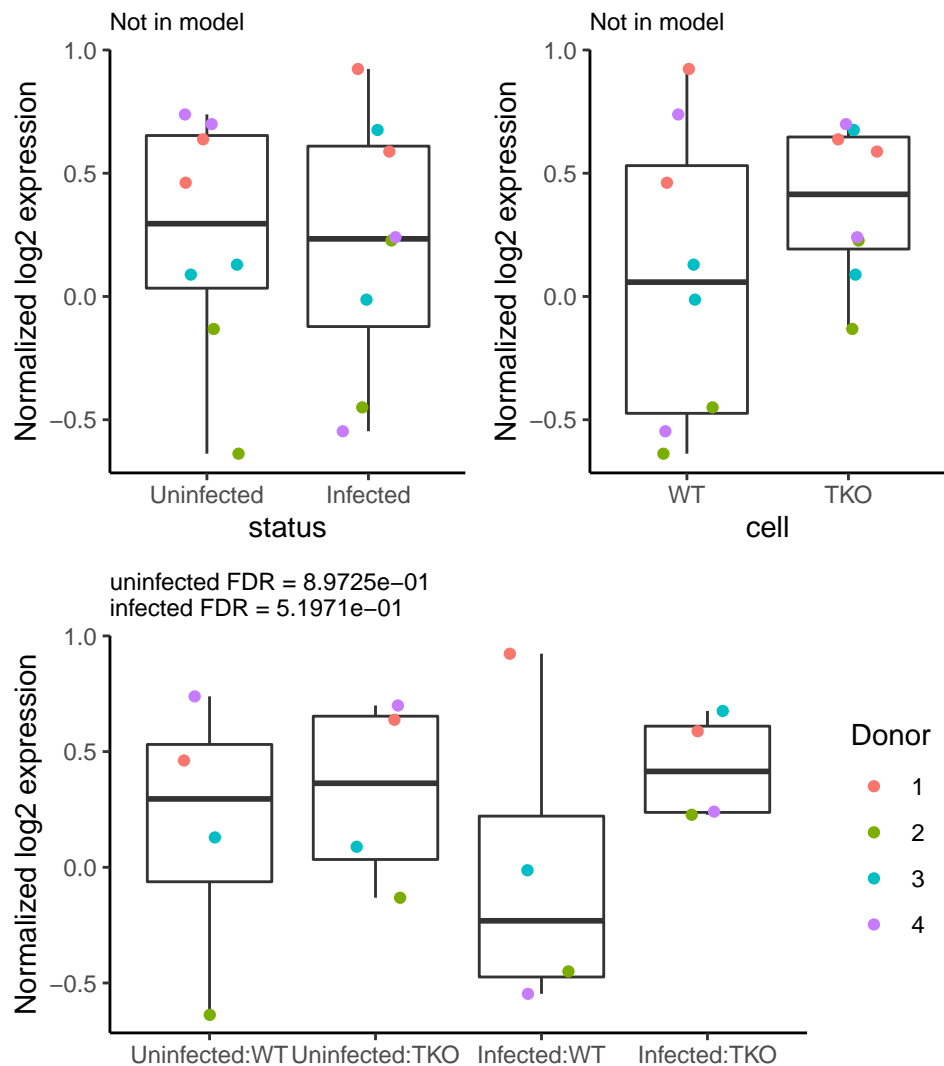 Not in model
Normalized log2 expression
1.0
0.5
0.0
−0.5
Uninfected Infected
status
Not in model
Normalized log2 expression
1.0
0.5
0.0
−0.5
WT TKO
cell
uninfected FDR = 8.9725e−01
infected FDR = 5.1971e−01
Normalized log2 expression
1.0
0.5
0.0
−0.5
Uninfected:WT Uninfected:TKO Infected:WT Infected:TKO
Donor
1
2
3
4